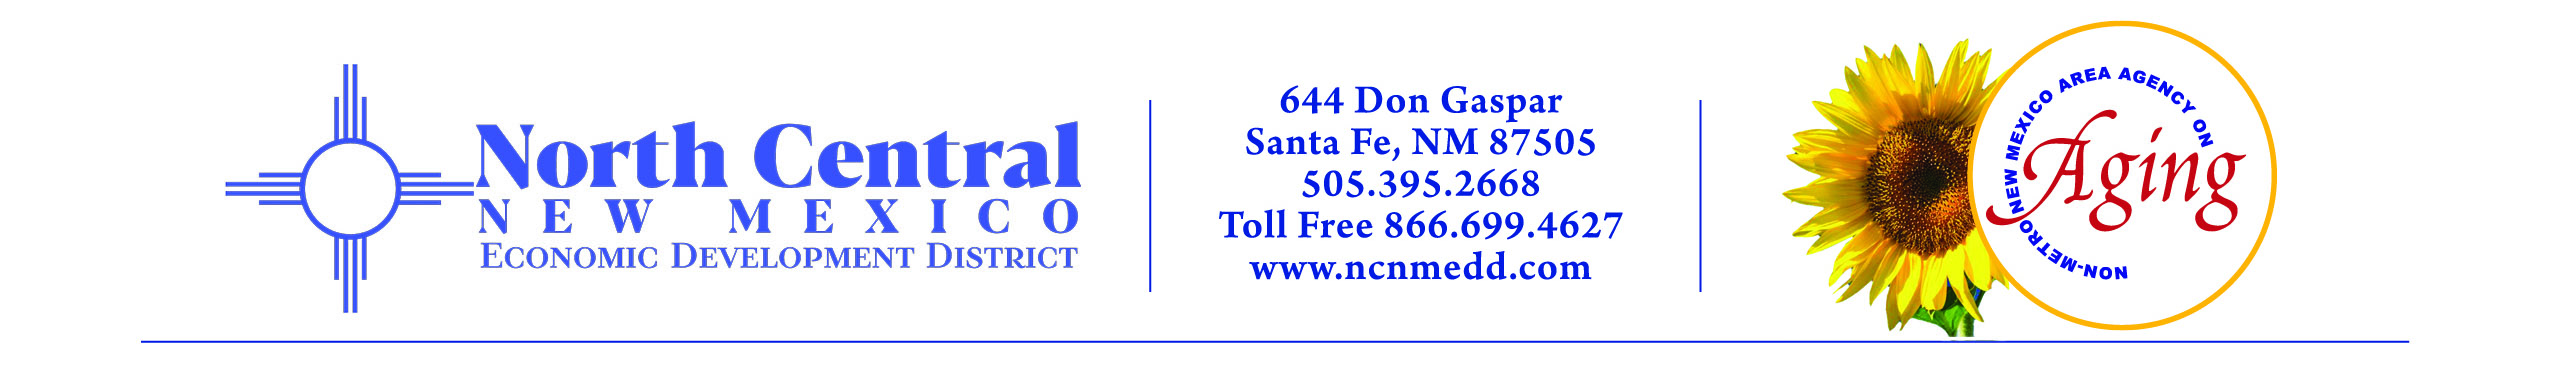 North Central
NEW MEXICO
ECONOMIC DEVELOPMENT DISTRICT
644 Don Gaspar
Santa Fe, NM 87505
505.395.2668
Toll Free 866.699.4627
www.ncnmedd.com
NON-METRO NEW MEXICO AREA AGENCY ON
Aging